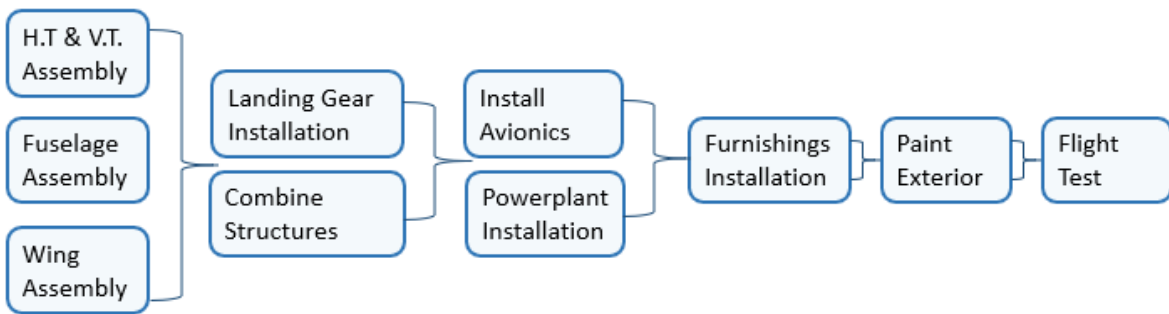 H.T & V.T.
Assembly
Fuselage
Assembly
Wing
Assembly
Landing Gear
Installation
Combine
Structures
Install
Avionics
Powerplant
Installation
Furnishings
Installation
Paint
Exterior
Flight
Test